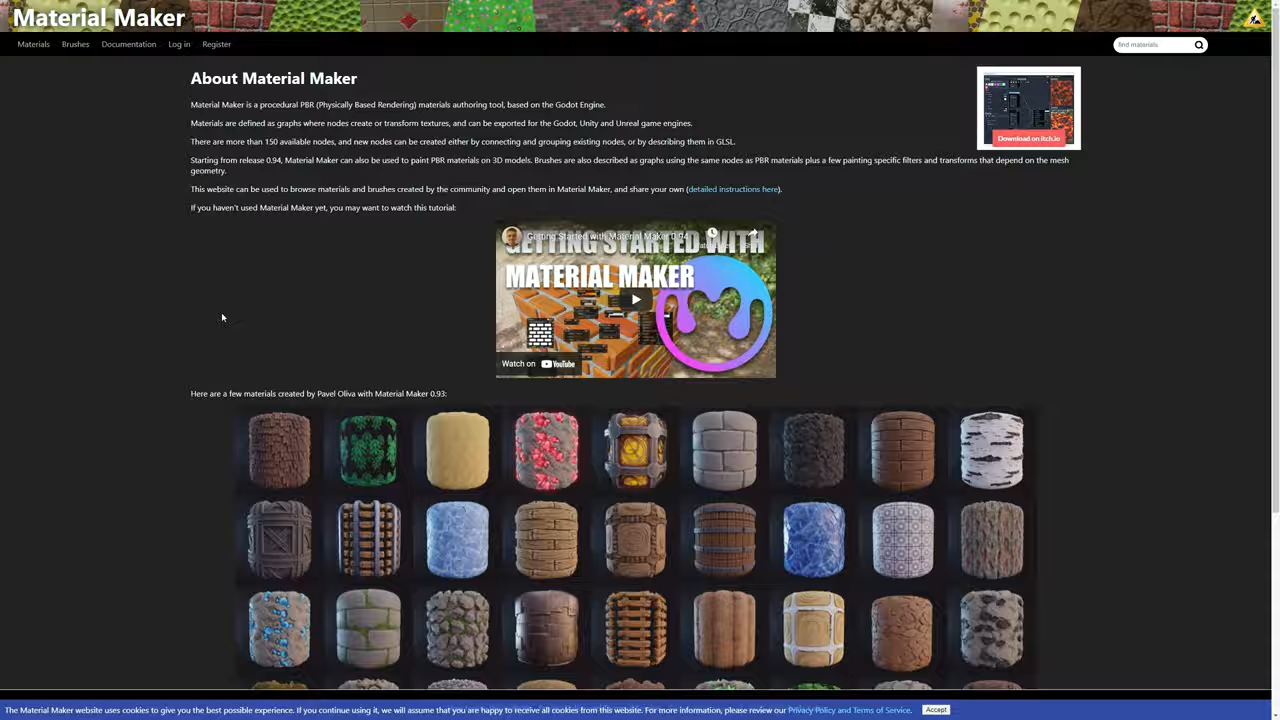 Material Maker
Materials Brushes Documentation Log in Register
find materials
About Material Maker
Material Maker is a procedural PBR (Physically Based Rendering) materials authoring tool, based on the Godot Engine.
Materials are defined as graphs where nodes create or transform textures, and can be exported for the Godot, Unity and Unreal game engines.
There are more than 150 available nodes, and new nodes can be created either by connecting and grouping existing nodes, or by describing them in GLSL.
Starting from release 0.94, Material Maker can also be used to paint PBR materials on 3D models. Brushes are also described as graphs using the same nodes as PBR materials plus a few painting specific filters and transforms that depend on the mesh
geometry.
Download on itch.io
This website can be used to browse materials and brushes created by the community and open them in Material Maker, and share your own (detailed instructions here).
If you haven't used Material Maker yet, you may want to watch this tutorial:
Getting Started with Material Maker 0.94
GETTING STARTED WITH
MATERIAL MAKER
Watch on YouTube
Here are a few materials created by Pavel Oliva with Material Maker 0.93:
The Material Maker website uses cookies to give you the best possible experience. If you continue using it, we will assume that you are happy to receive all cookies from this website. For more information, please review our Privacy Policy and Terms of Service. Accept